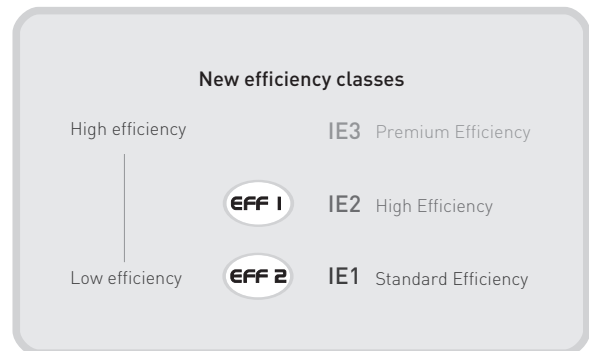 New efficiency classes
High efficiency IE3 Premium Efficiency
EFF 1 IE2 High Efficiency
Low efficiency EFF 2 IE1 Standard Efficiency